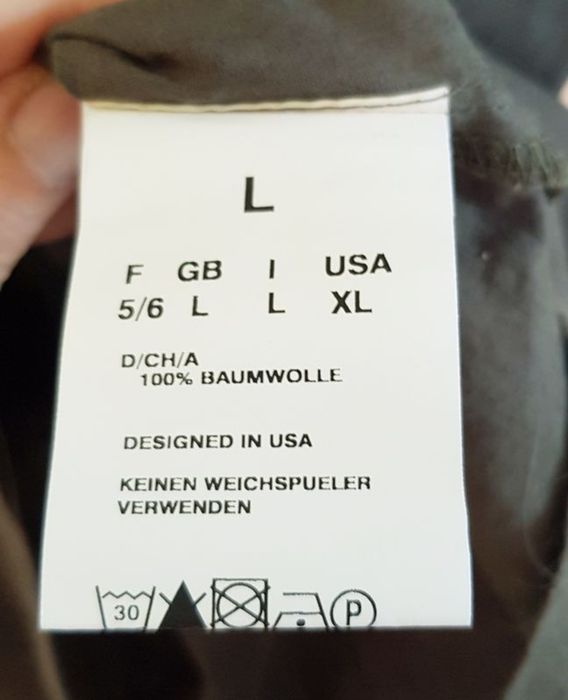 L
F GB I USA
5/6 L L XL
D/CH/A
100% BAUMWOLLE
DESIGNED IN USA
KEINEN WEICHSPUELER
VERWENDEN
30 P